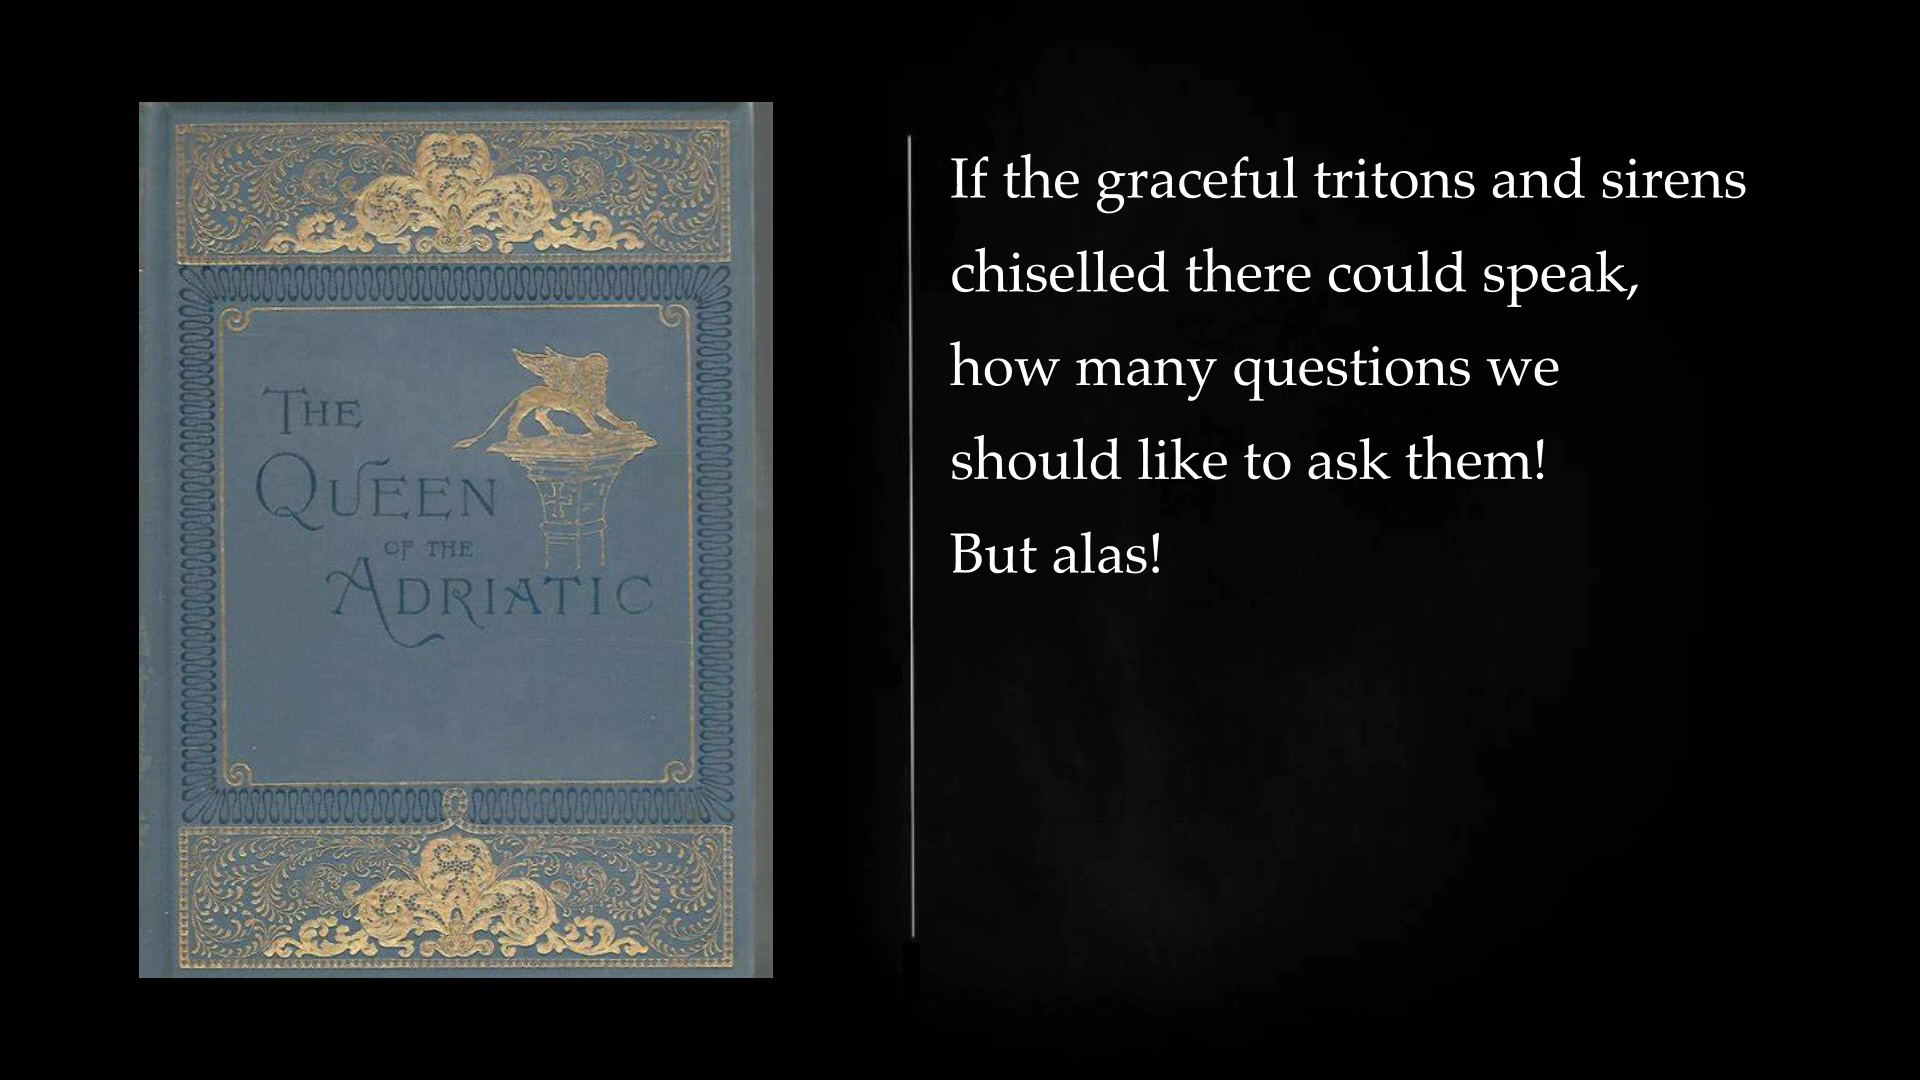 THE
QUEEN
OF THE
ADRIATIC
If the graceful tritons and sirens
chiselled there could speak,
how many questions we
should like to ask them!
But alas!